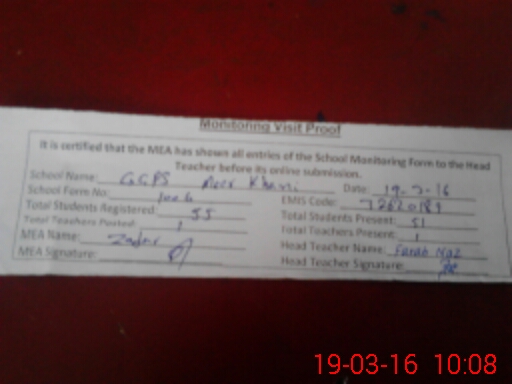 Monitoring Visit Proof
It is certified that the MEA has shown all entries of the School Monitoring Form to the Head
Teacher before its online submission.
School Name: GGPS Khani Date: 19-3-16
School Form No: EMIS Code:
Total Students Registered: 55 Total Students Present: 51
Total Teachers Posted: 1 Total Teachers Present: 1
MEA Name: Head Teacher Name: Farah Naz
MEA Signature: Head Teacher Signature:
19-03-16 10:08